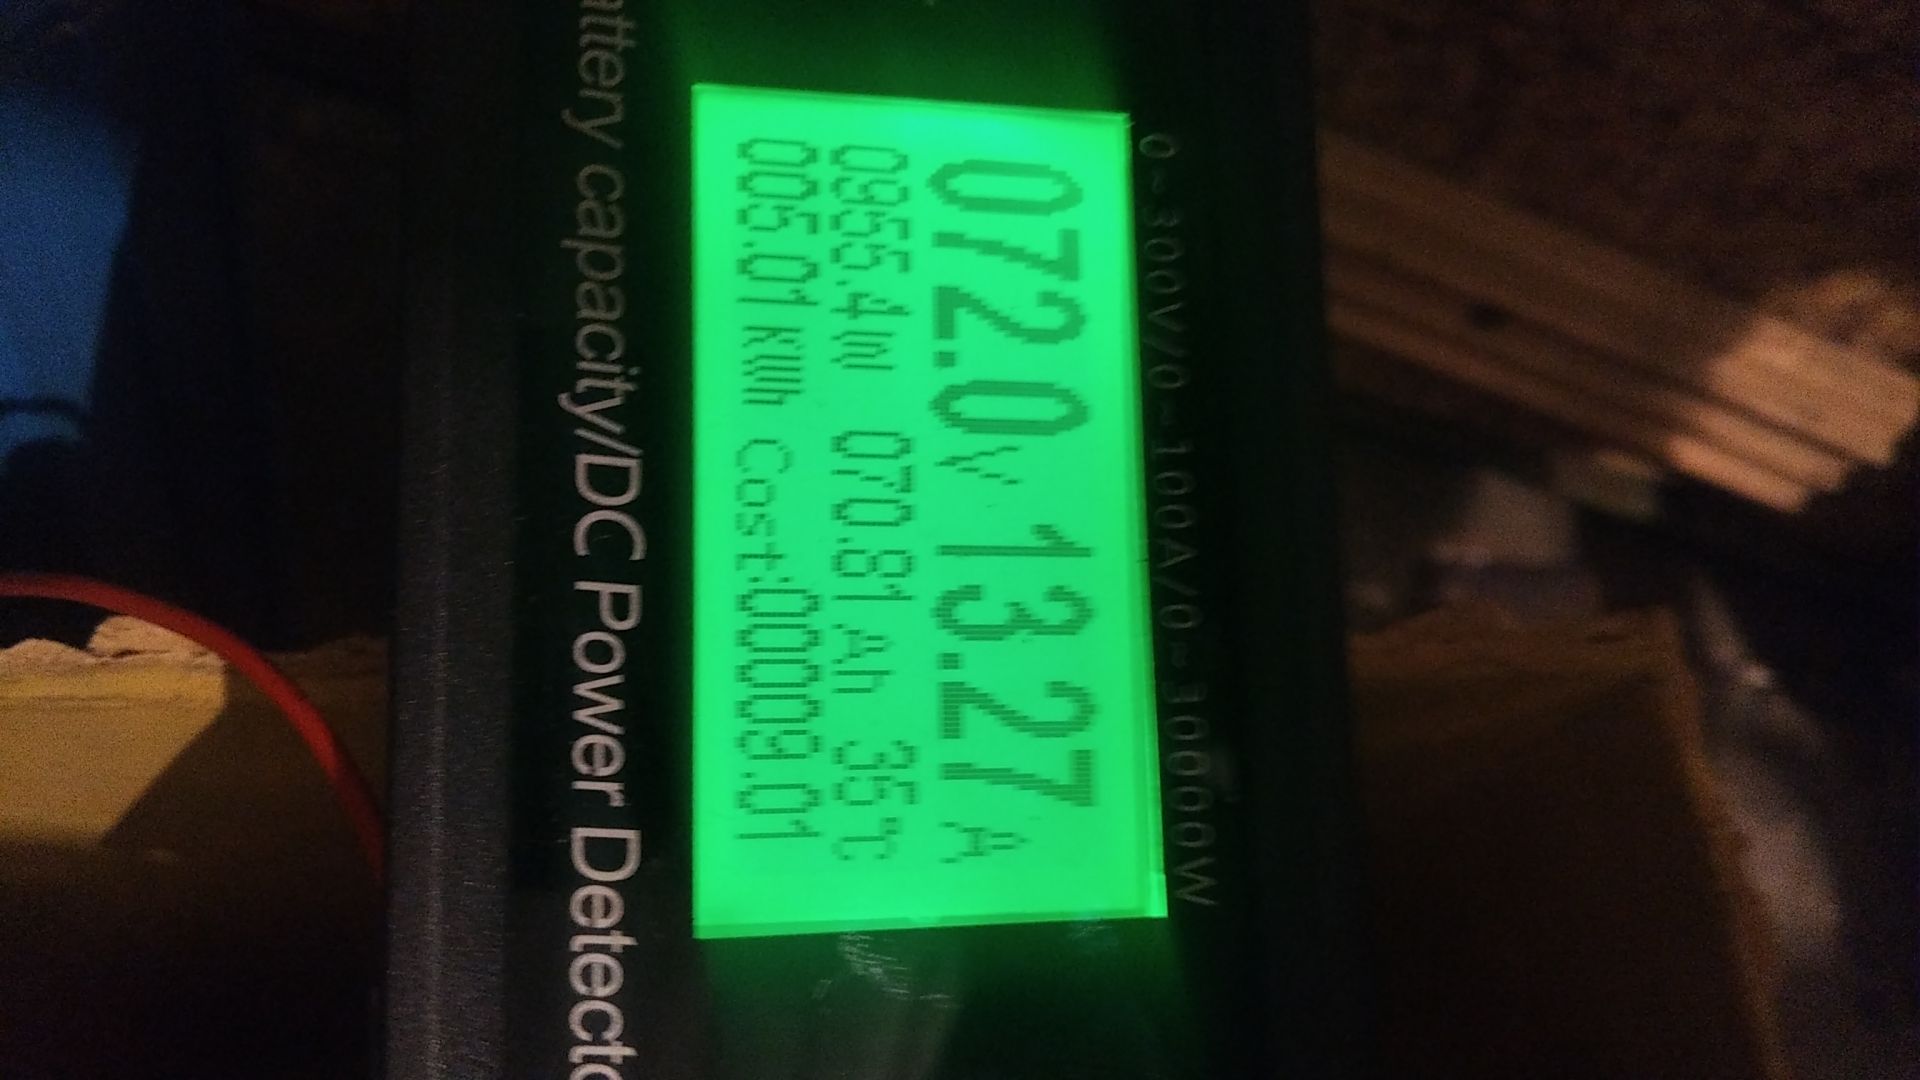 0~300V/0~100A/0~30000W
072.0V 13.27A
0955.4W 070.81Ah 35℃
005.01KWh Cost:00009.01
attery capacity/DC Power Detecto